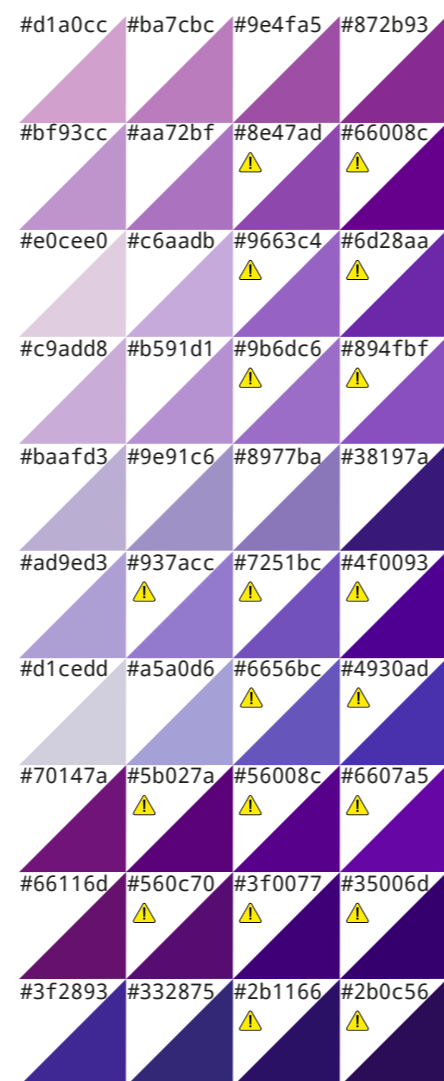 #d1a0cc #ba7cbc #9e4fa5 #872b93
#bf93cc #aa72bf #8e47ad #66008c
#e0cee0 #c6aadb #9663c4 #6d28aa
#c9add8 #b591d1 #9b6dc6 #894fbf
#baafd3 #9e91c6 #8977ba #38197a
#ad9ed3 #937acc #7251bc #4f0093
#d1cedd #a5a0d6 #6656bc #4930ad
#70147a #5b027a #56008c #6607a5
#66116d #560c70 #3f0077 #35006d
#3f2893 #332875 #2b1166 #2b0c56